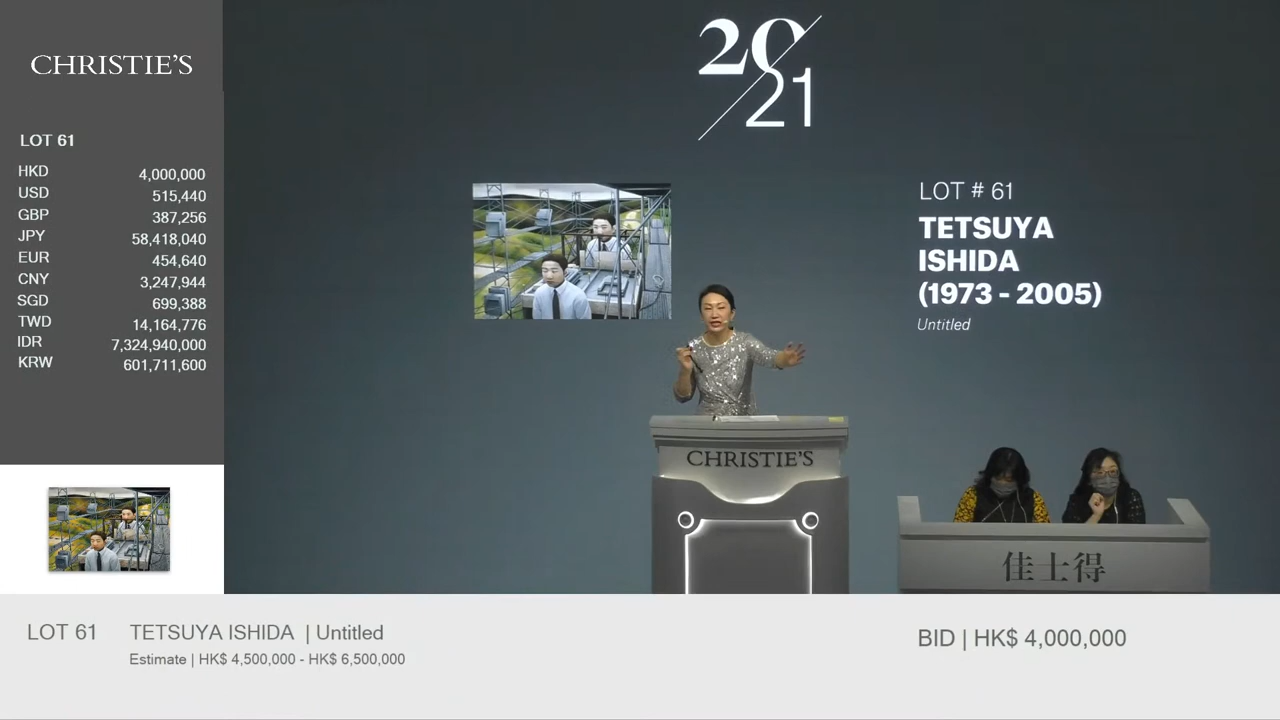 CHRISTIE'S
LOT 61
HKD 4,000,000
USD 515,440
GBP 387,256
JPY 58,418,040
EUR 454,640
CNY 3,247,944
SGD 699,388
TWD 14,164,776
IDR 7,324,940,000
KRW 601,711,600
20
21
LOT # 61
TETSUYA
ISHIDA
(1973 - 2005)
Untitled
CHRISTIE'S
佳士得
LOT 61 TETSUYA ISHIDA | Untitled
Estimate | HK$ 4,500,000 - HK$ 6,500,000
BID | HK$ 4,000,000